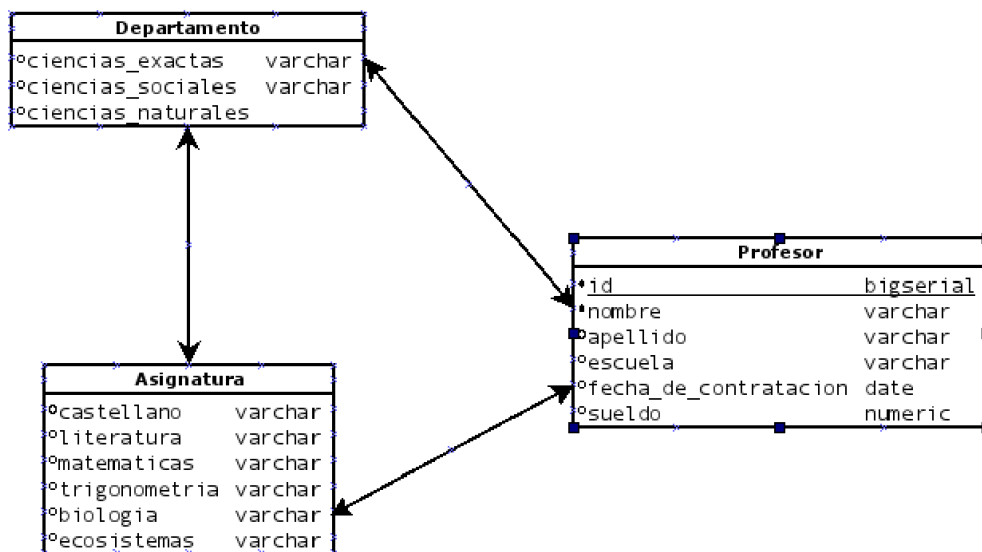 Departamento
ciencias_exactas varchar
ciencias_sociales varchar
ciencias_naturales
Profesor
id bigserial
nombre varchar
apellido varchar
escuela varchar
fecha_de_contratacion date
sueldo numeric
Asignatura
castellano varchar
literatura varchar
matematicas varchar
trigonometria varchar
biologia varchar
ecosistemas varchar